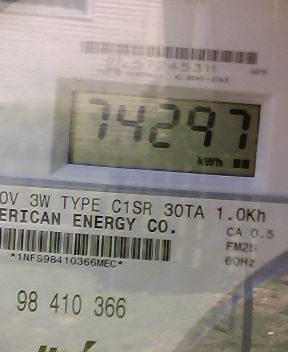 74297
kWh
0V 3W TYPE C1SR 30TA 1.0Kh
ERICAN ENERGY CO.
CA 0.5
FM2S
60Hz
*1NFS98410366MEC*
98 410 366